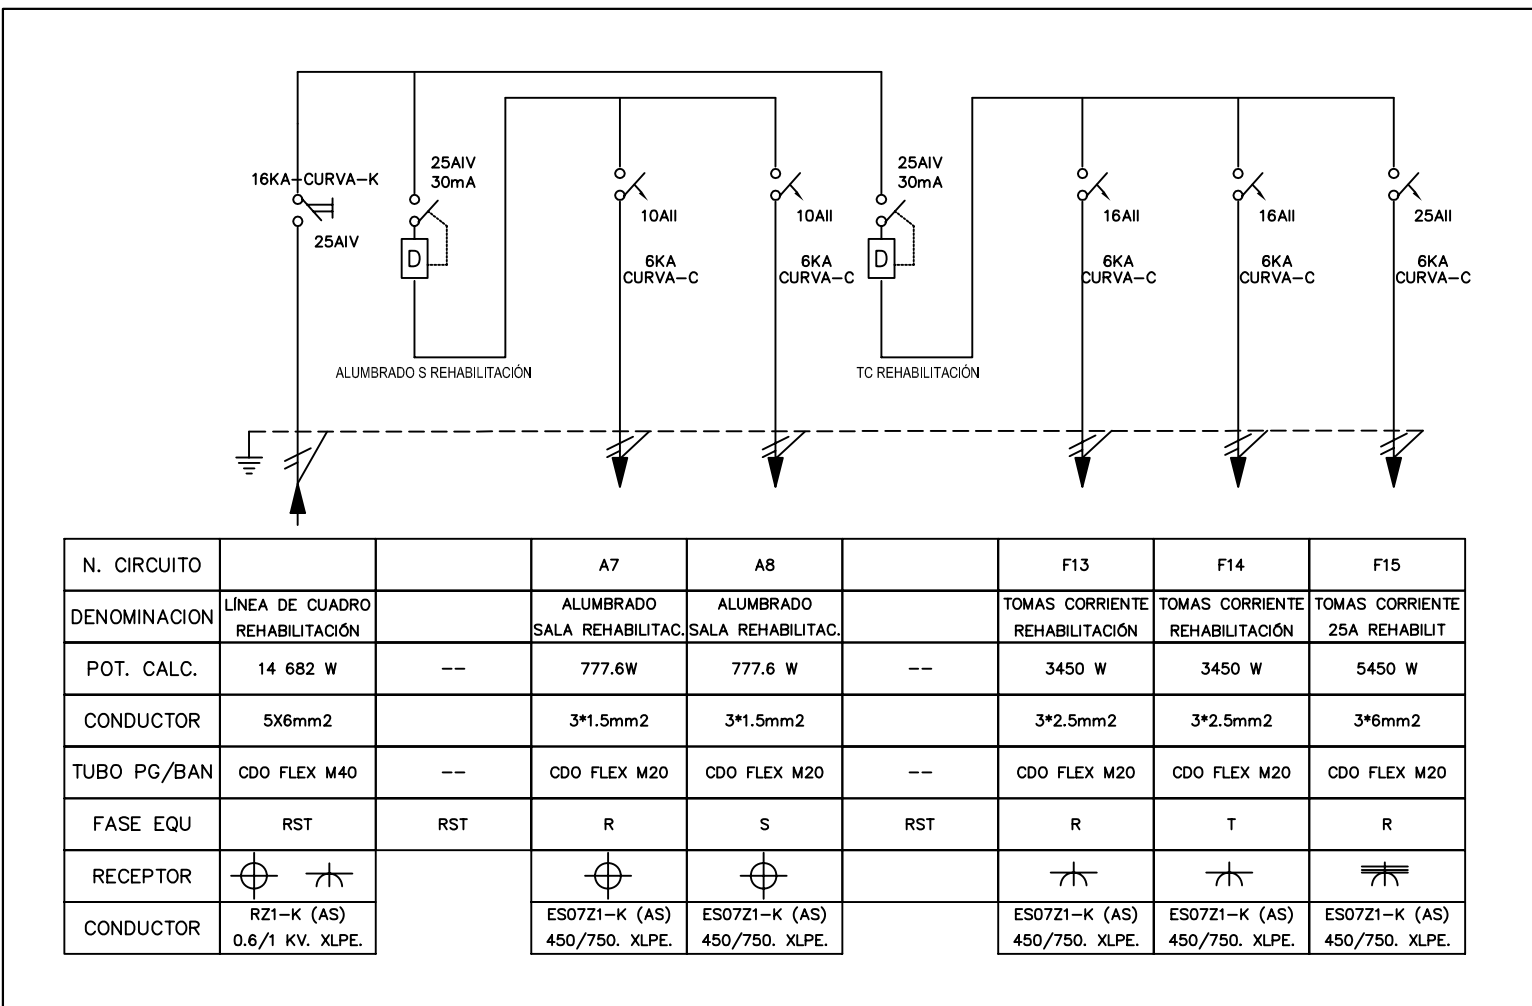 16KA-CURVA-K
25AIV
25AIV
30mA
D
ALUMBRADO S REHABILITACIÓN
10AII
6KA
CURVA-C
10AII
6KA
CURVA-C
25AIV
30mA
D
TC REHABILITACIÓN
16AII
6KA
CURVA-C
16AII
6KA
CURVA-C
25AII
6KA
CURVA-C
N. CIRCUITO A7 A8 F13 F14 F15
DENOMINACION
LÍNEA DE CUADRO
REHABILITACIÓN
ALUMBRADO
SALA REHABILITAC.
ALUMBRADO
SALA REHABILITAC.
TOMAS CORRIENTE
REHABILITACIÓN
TOMAS CORRIENTE
REHABILITACIÓN
TOMAS CORRIENTE
25A REHABILIT
POT. CALC. 14 682 W -- 777.6W 777.6 W -- 3450 W 3450 W 5450 W
CONDUCTOR 5X6mm2 3*1.5mm2 3*1.5mm2 3*2.5mm2 3*2.5mm2 3*6mm2
TUBO PG/BAN CDO FLEX M40 -- CDO FLEX M20 CDO FLEX M20 -- CDO FLEX M20 CDO FLEX M20 CDO FLEX M20
FASE EQU RST RST R S RST R T R
RECEPTOR
CONDUCTOR
RZ1-K (AS)
0.6/1 KV. XLPE.
ES07Z1-K (AS)
450/750. XLPE.
ES07Z1-K (AS)
450/750. XLPE.
ES07Z1-K (AS)
450/750. XLPE.
ES07Z1-K (AS)
450/750. XLPE.
ES07Z1-K (AS)
450/750. XLPE.